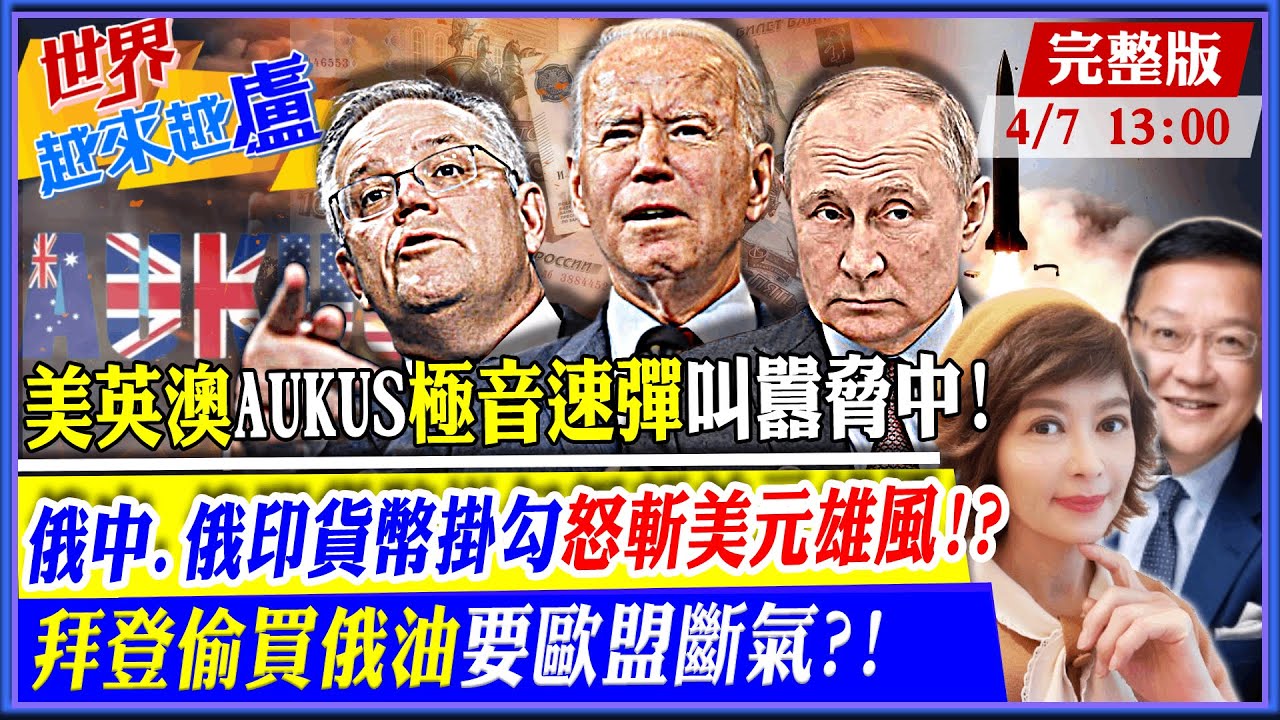 世界
越來越盧
完整版
4/7 13:00
AUKUS
美英澳AUKUS極音速彈叫囂脅中!
俄中.俄印貨幣掛勾怒斬美元雄風!?
拜登偷買俄油要歐盟斷氣?!